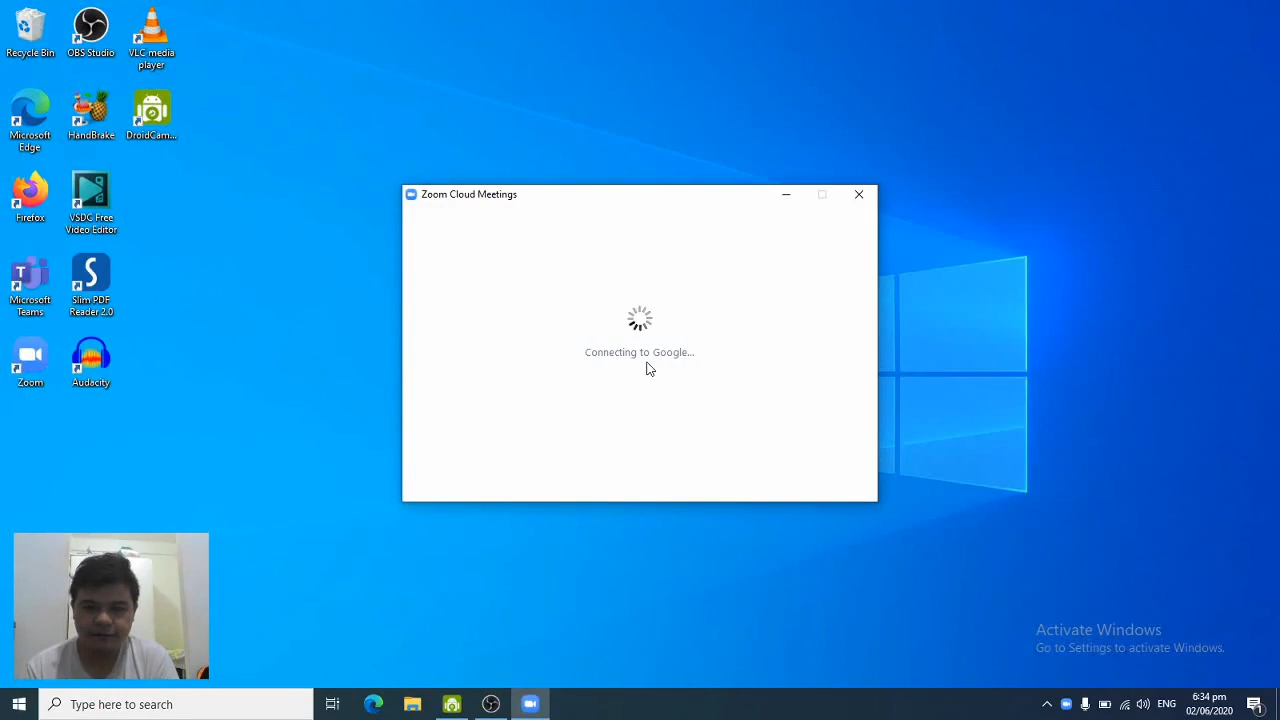 Recycle Bin
OBS Studio
VLC media
player
Microsoft
Edge
HandBrake
DroidCam...
Firefox
VSDC Free
Video Editor
Microsoft
Teams
Slim PDF
Reader 2.0
Zoom
Audacity
Zoom Cloud Meetings
Connecting to Google...
Activate Windows
Go to Settings to activate Windows.
Type here to search
ENG
6:34 pm
02/06/2020
1